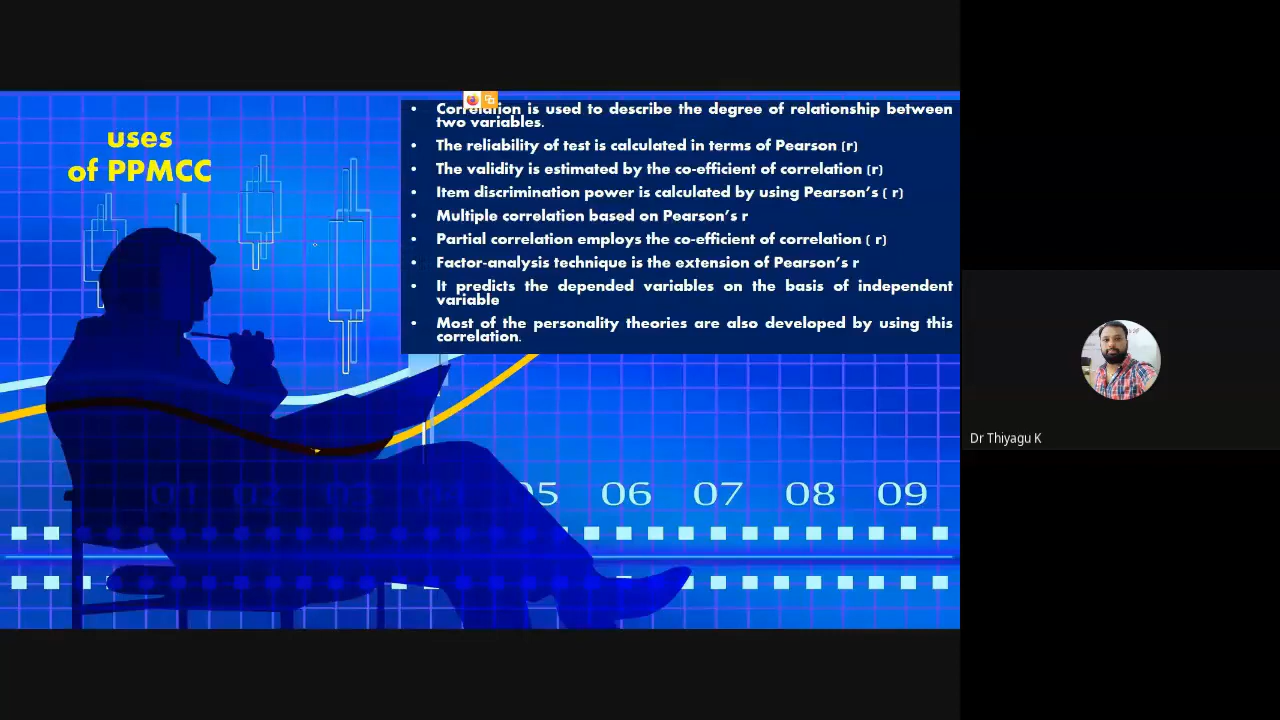 uses
of PPMCC
• Correlation is used to describe the degree of relationship between
two variables.
• The reliability of test is calculated in terms of Pearson (r)
• The validity is estimated by the co-efficient of correlation (r)
• Item discrimination power is calculated by using Pearson's ( r)
• Multiple correlation based on Pearson's r
• Partial correlation employs the co-efficient of correlation ( r)
• Factor-analysis technique is the extension of Pearson's r
• It predicts the depended variables on the basis of independent
variable
• Most of the personality theories are also developed by using this
correlation.
01 02 03 04 05 06 07 08 09
Dr Thiyagu K